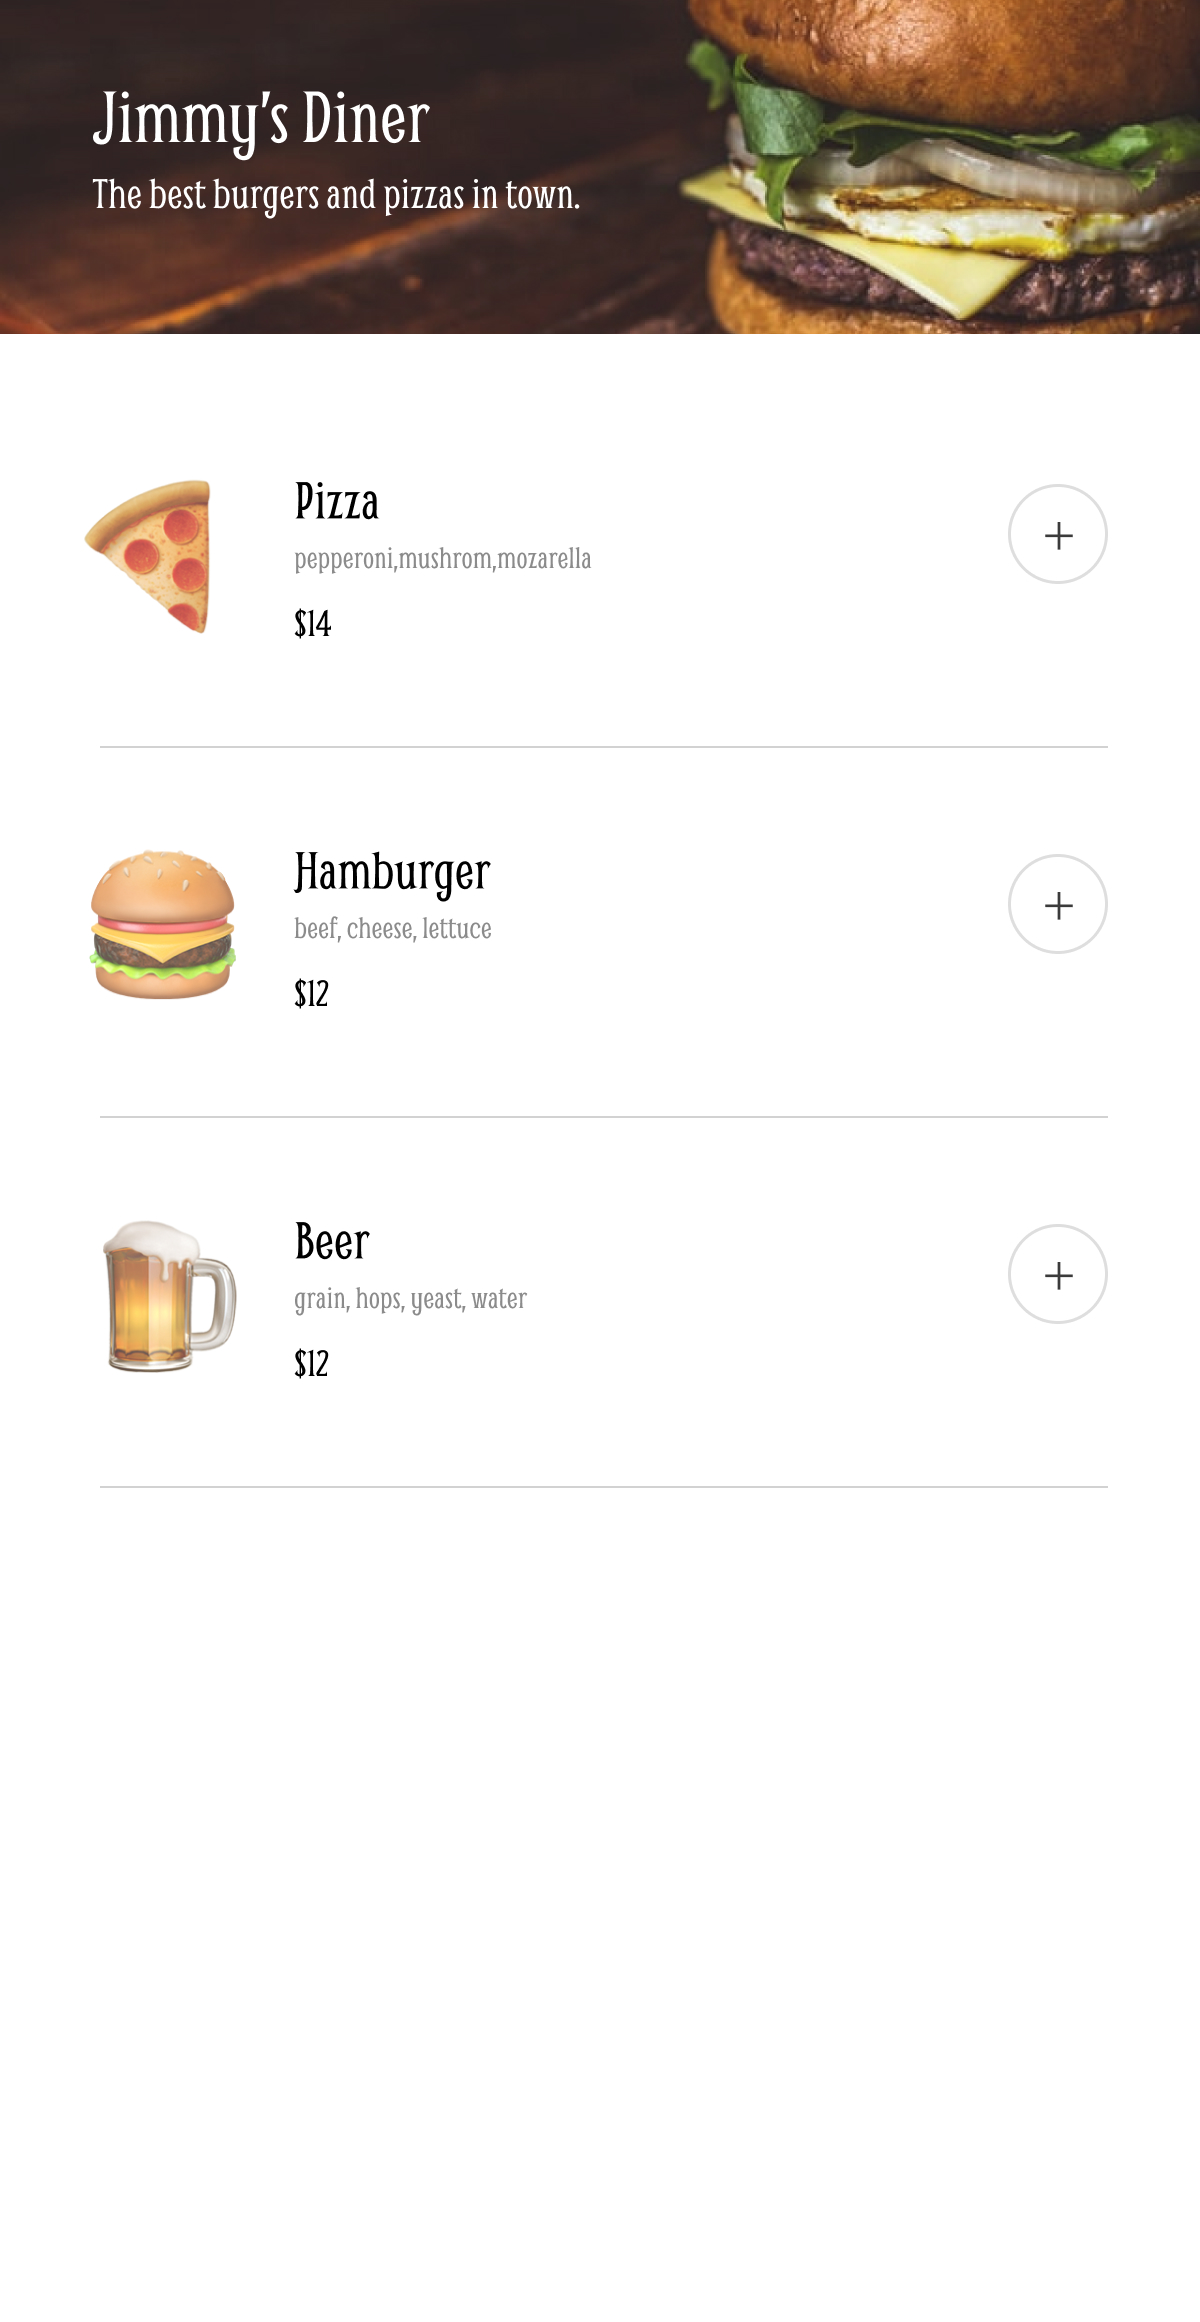 Jimmy's Diner
The best burgers and pizzas in town.
Pizza
pepperoni,mushrom,mozarella
$14
+
Hamburger
beef, cheese, lettuce
$12
+
Beer
grain, hops, yeast, water
$12
+